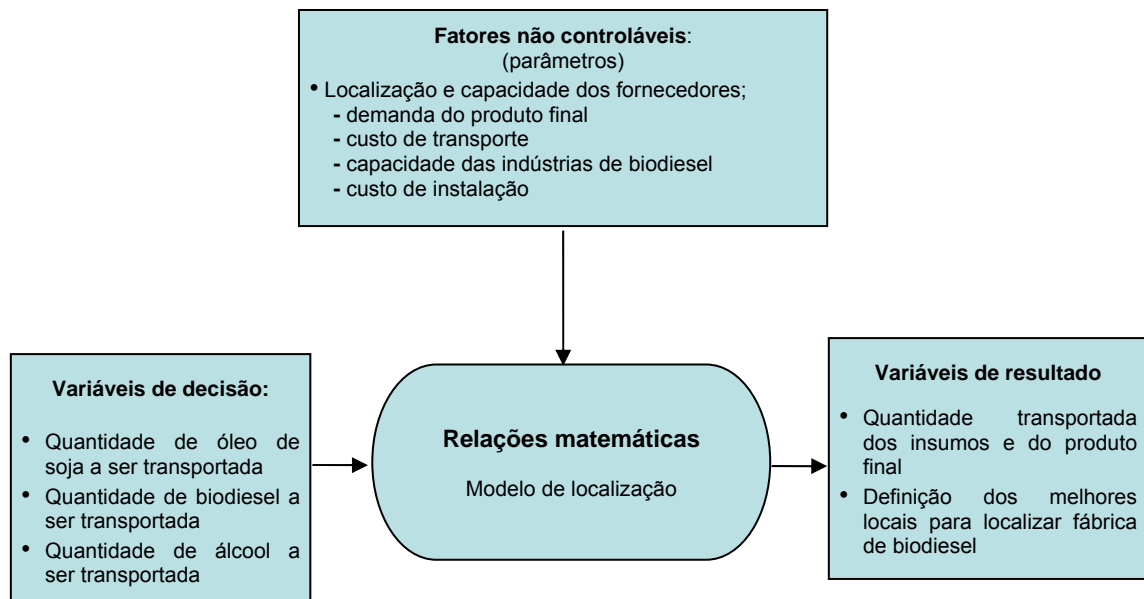 Fatores não controláveis:
(parâmetros)
• Localização e capacidade dos fornecedores;
- demanda do produto final
- custo de transporte
- capacidade das indústrias de biodiesel
- custo de instalação
Variáveis de decisão:
• Quantidade de óleo de
soja a ser transportada
• Quantidade de biodiesel a
ser transportada
• Quantidade de álcool a
ser transportada
Relações matemáticas
Modelo de localização
Variáveis de resultado
• Quantidade transportada
dos insumos e do produto
final
• Definição dos melhores
locais para localizar fábrica
de biodiesel